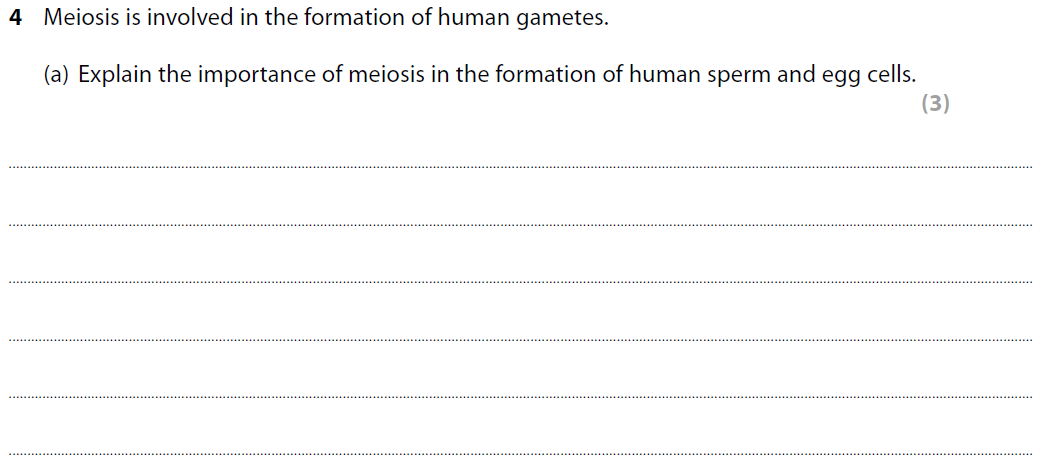 4 Meiosis is involved in the formation of human gametes.
(a) Explain the importance of meiosis in the formation of human sperm and egg cells.
(3)